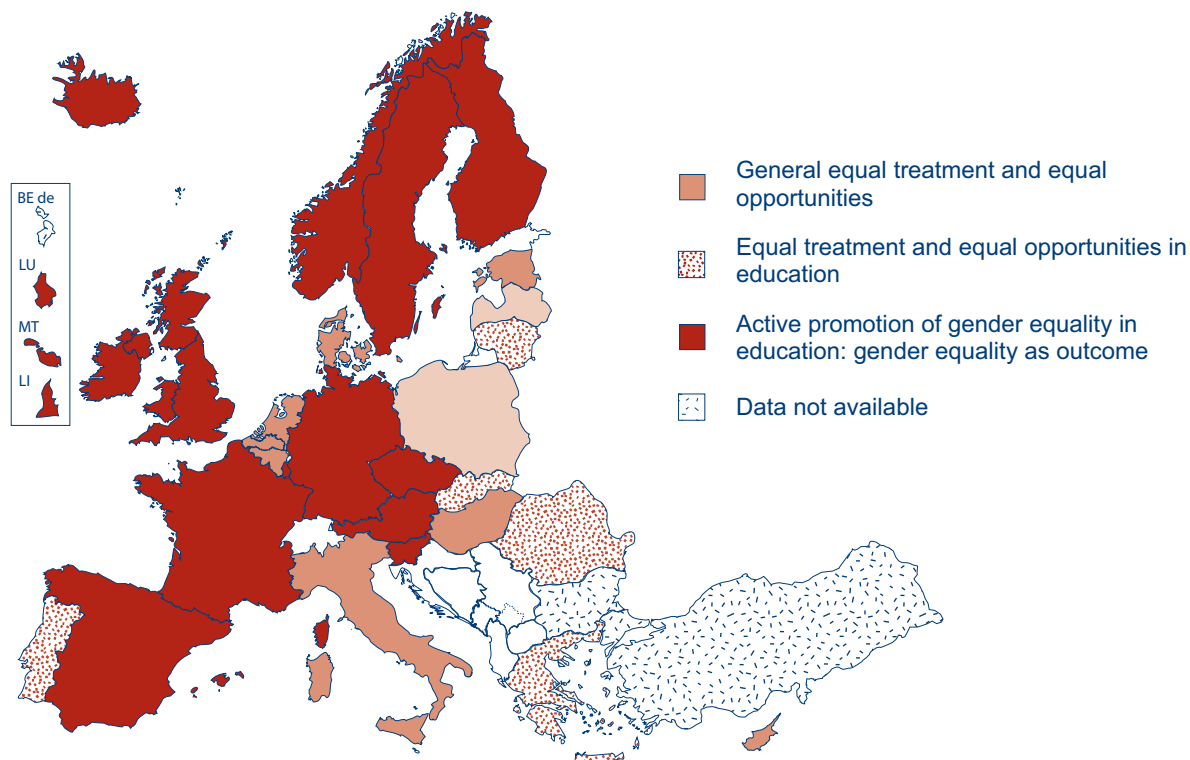 BE de
LU
MT
LI
General equal treatment and equal
opportunities
Equal treatment and equal opportunities in
education
Active promotion of gender equality in
education: gender equality as outcome
Data not available